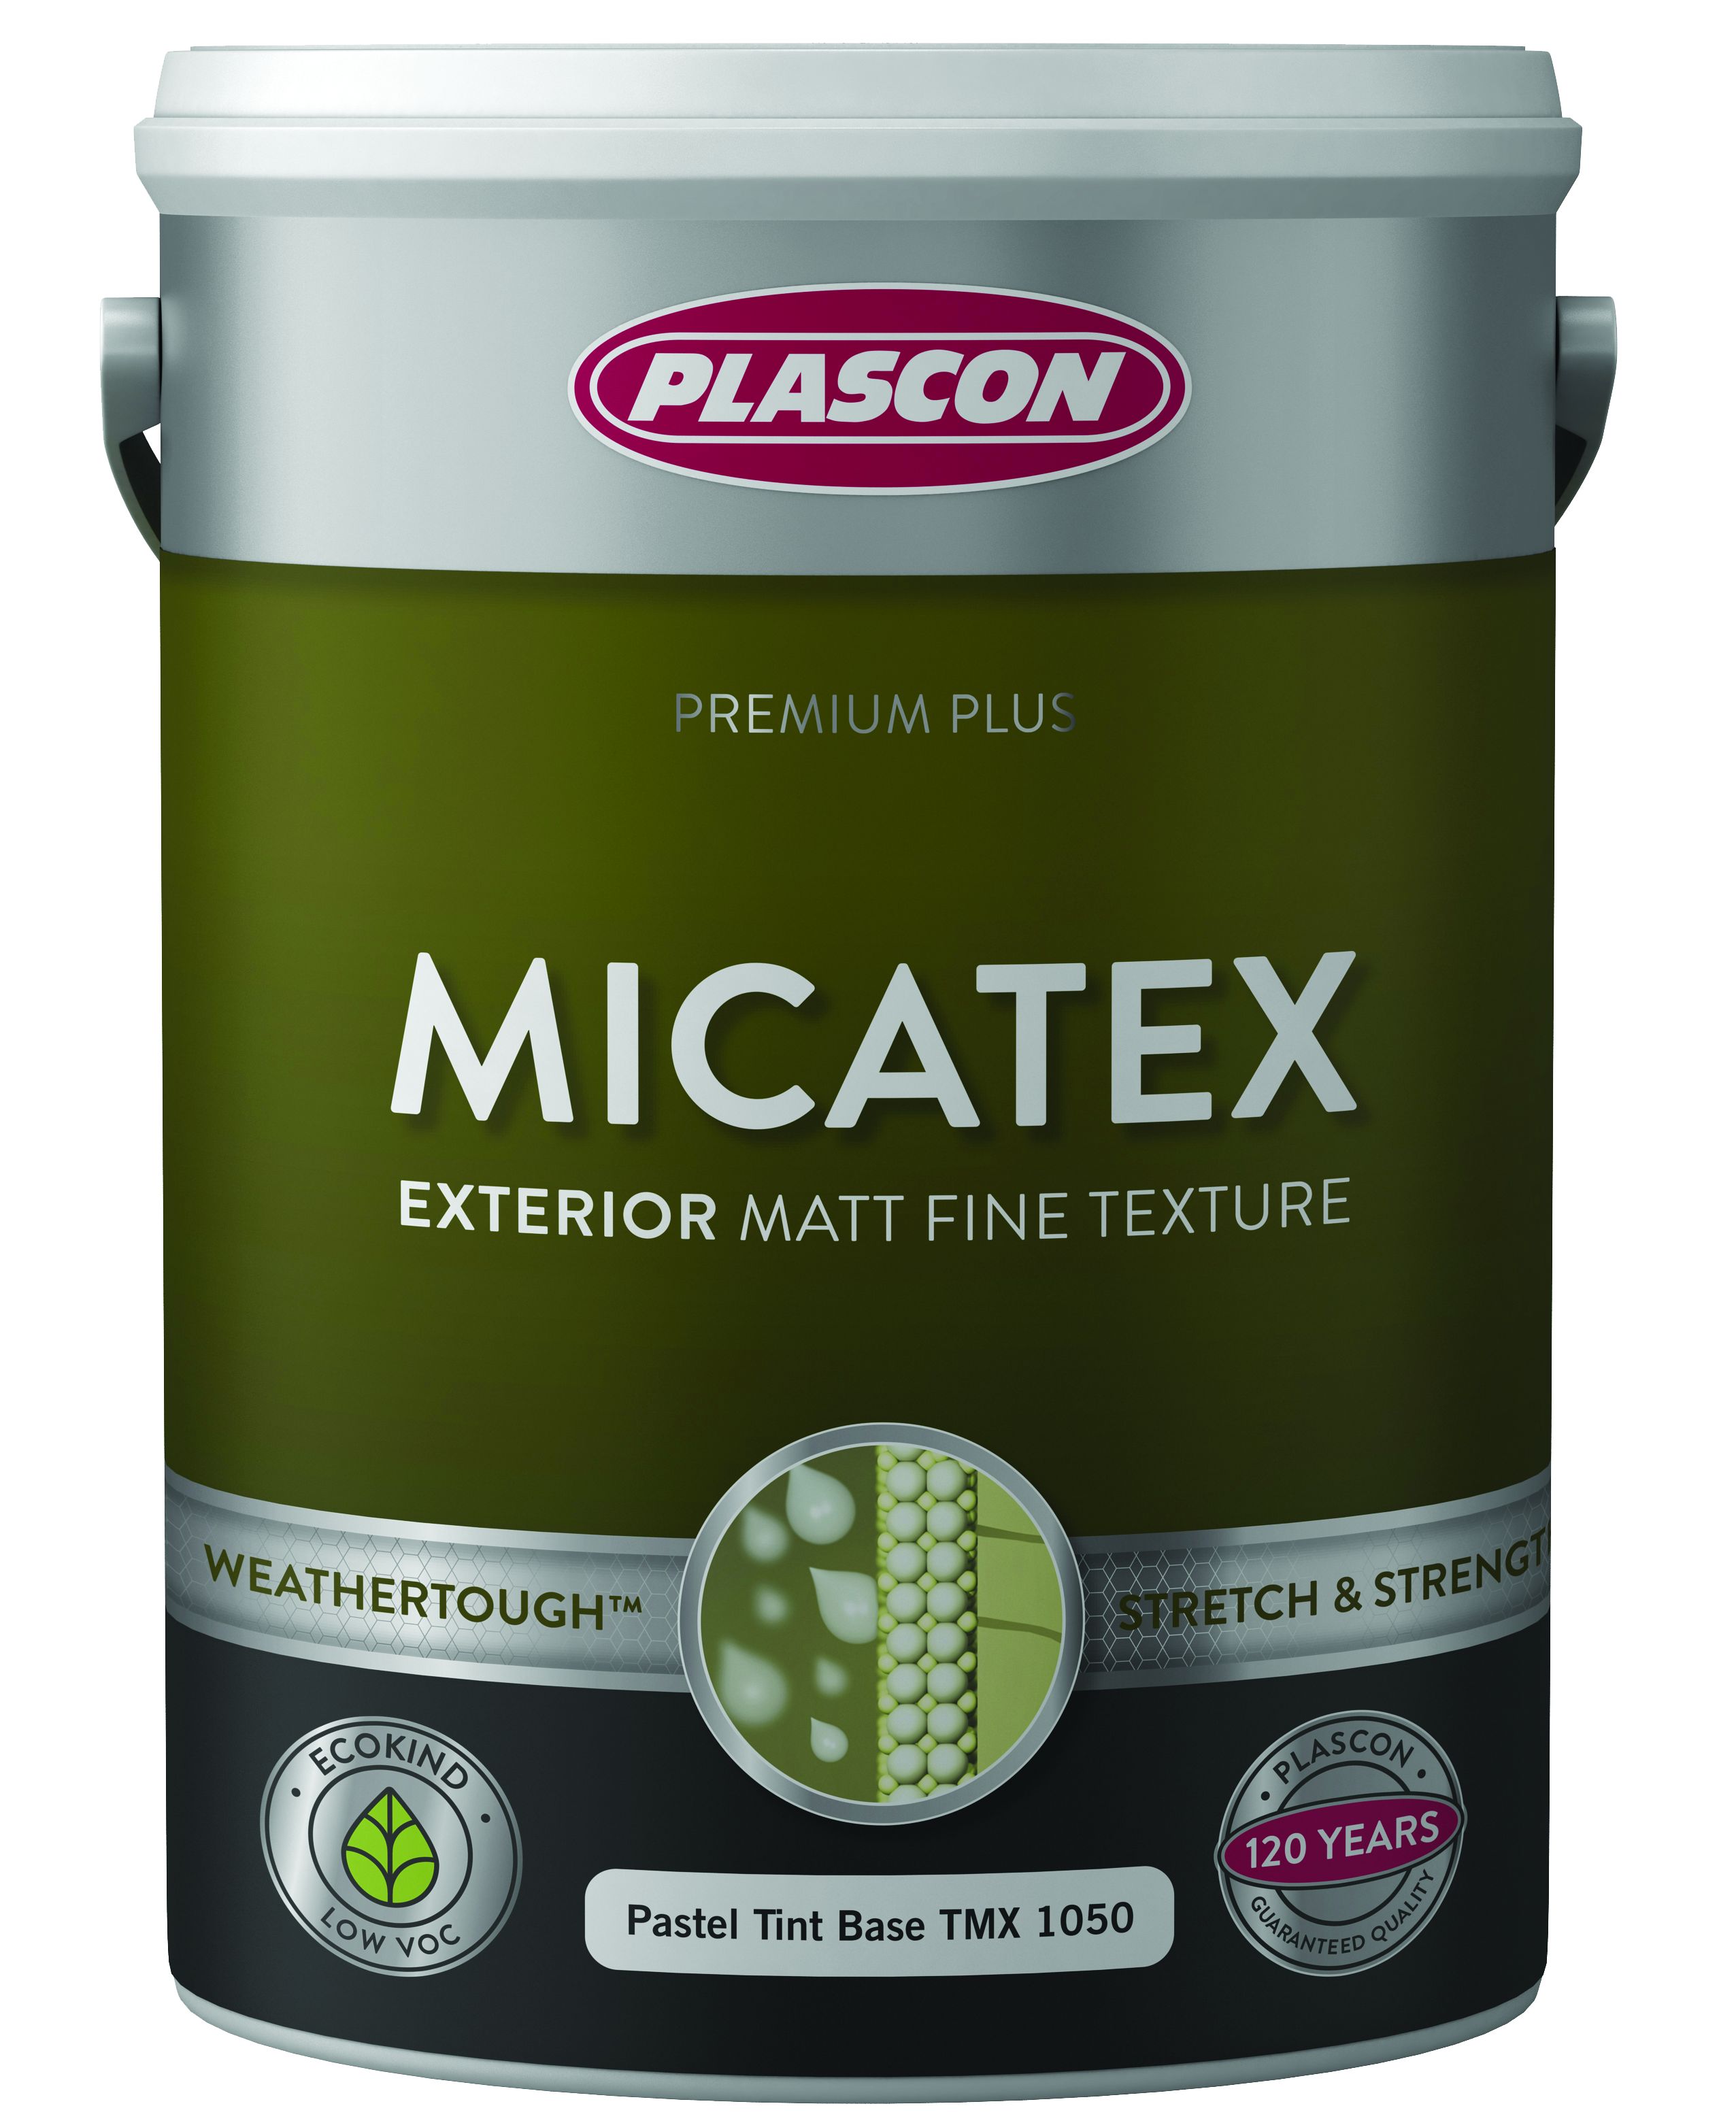 PLASCON
PREMIUM PLUS
MICATEX
EXTERIOR MATT FINE TEXTURE
WEATHERTOUGH™
STRETCH & STRENGT
ECOKIND
LOW VOC
Pastel Tint Base TMX 1050
PLASCON
120 YEARS
GUARANTEED QUALITY